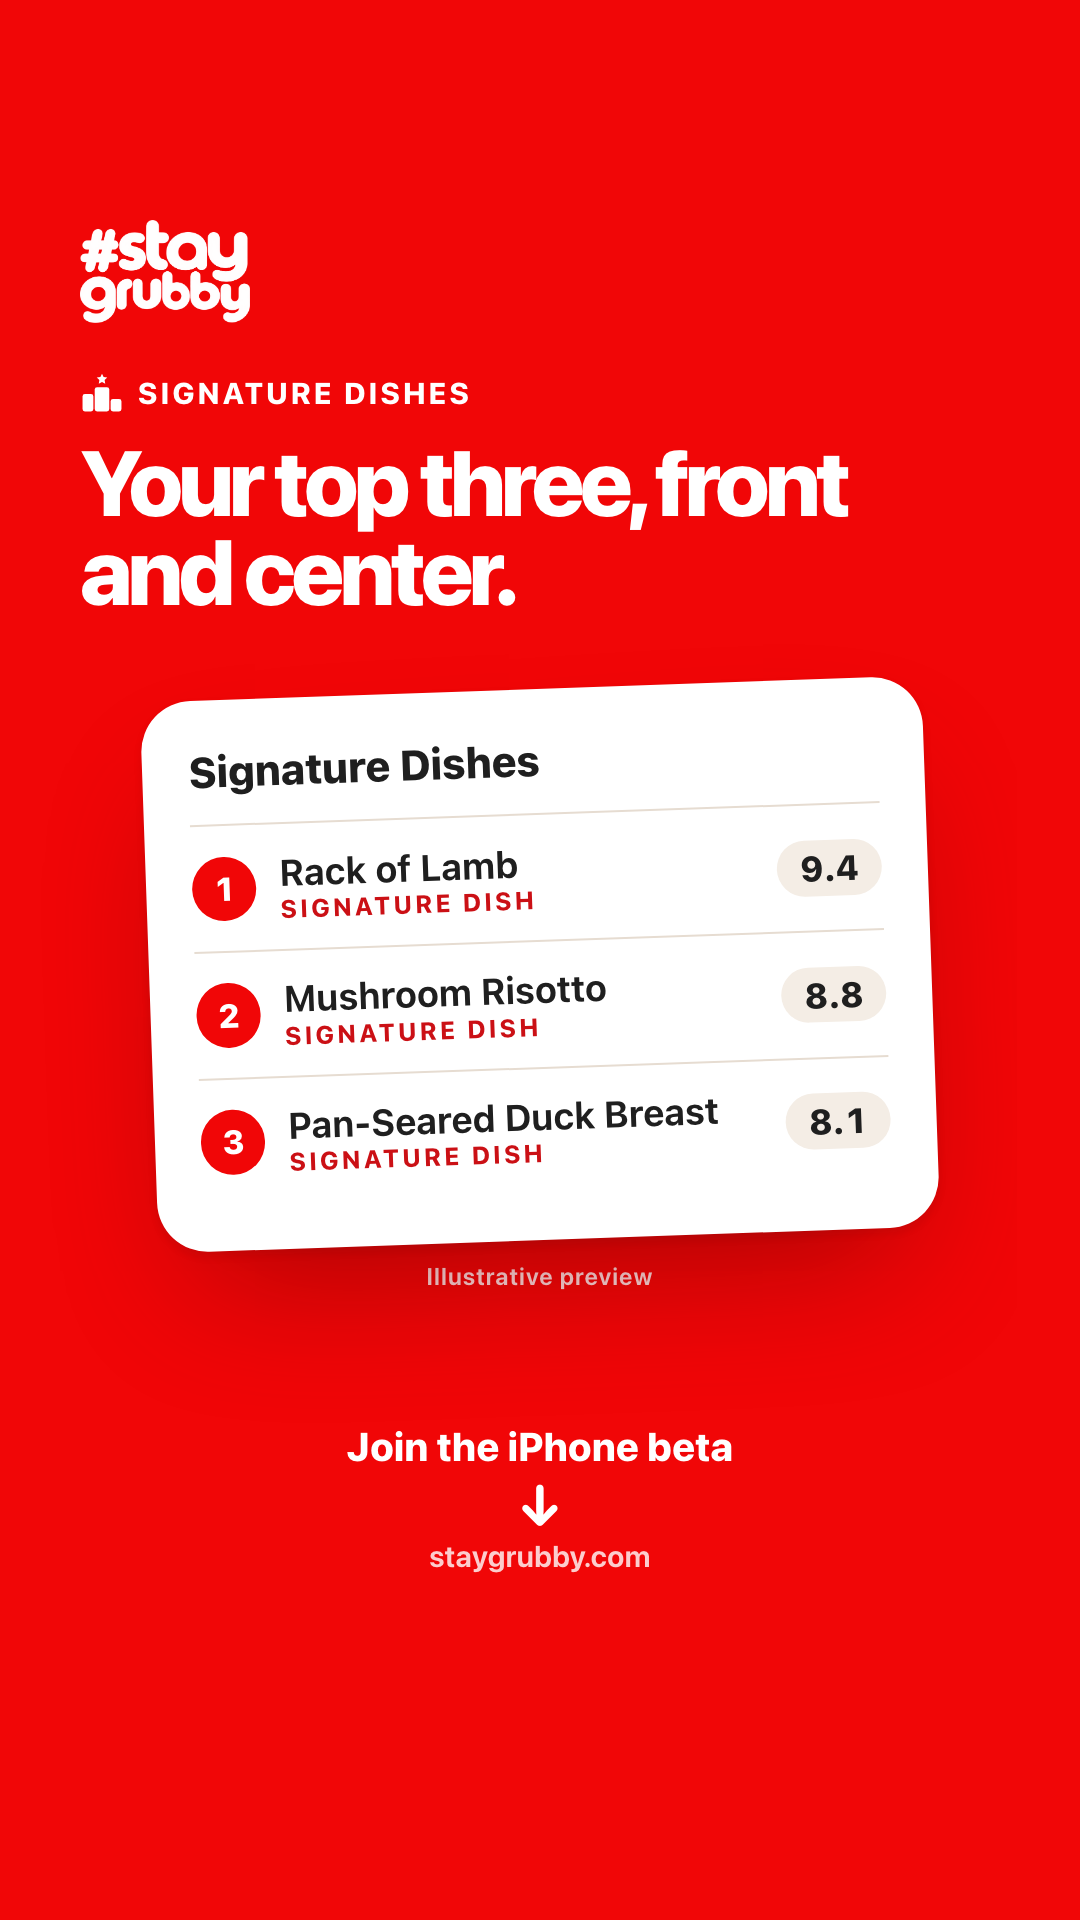 #stay
grubby
SIGNATURE DISHES
Your top three, front
and center.
Signature Dishes
1
Rack of Lamb
SIGNATURE DISH
9.4
2
Mushroom Risotto
SIGNATURE DISH
8.8
3
Pan-Seared Duck Breast
SIGNATURE DISH
8.1
Illustrative preview
Join the iPhone beta
staygrubby.com